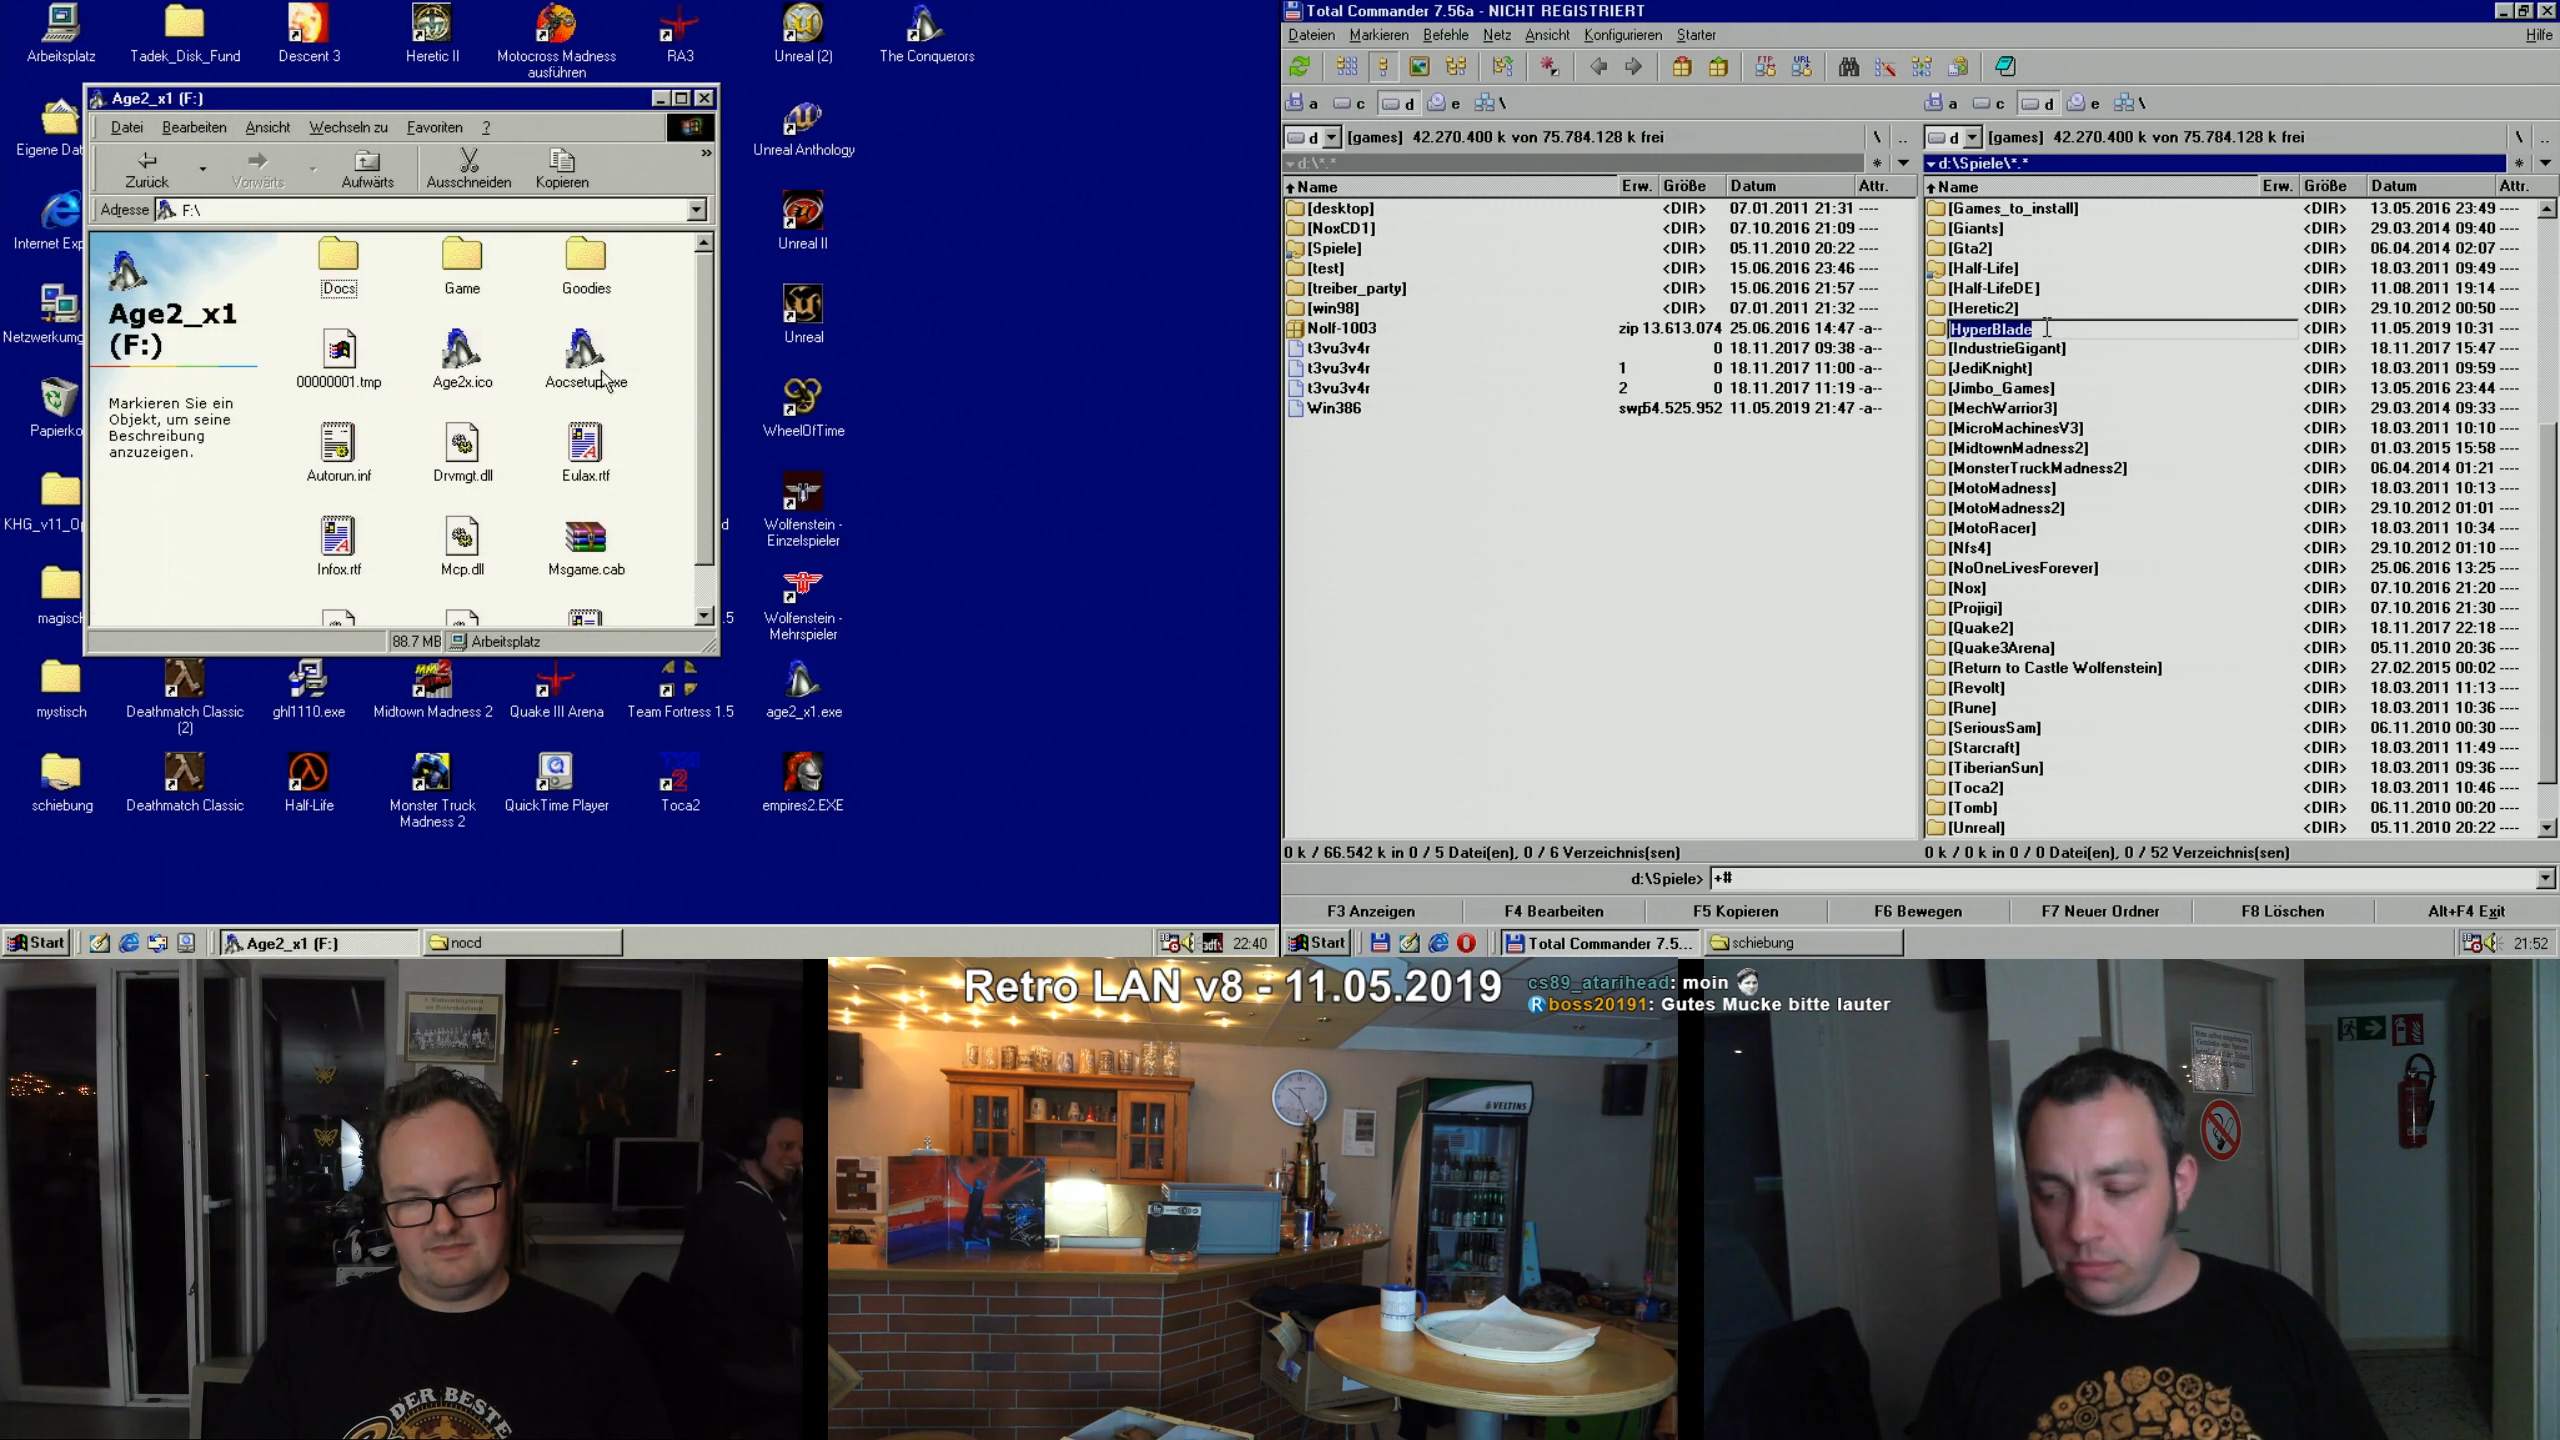 Arbeitsplatz
Tadek_Disk_Fund
Descent 3
Heretic II
Motocross Madness
ausführen
RA3
Unreal (2)
The Conquerors
Age2_x1 (F:)
Datei Bearbeiten Ansicht Wechseln zu Favoriten ?
Zurück Vorwärts Aufwärts Ausschneiden Kopieren
Adresse F:\
Age2_x1
(F:)
Markieren Sie ein
Objekt, um seine
Beschreibung
anzuzeigen.
Docs Game Goodies
00000001.tmp Age2x.ico Aocsetup.exe
Autorun.inf Drvmgt.dll Eulax.rtf
Infox.rtf Mcp.dll Msgame.cab
88.7 MB Arbeitsplatz
Eigene Dat
Internet Exp
Netzwerkumg
Papierko
KHG_v11_Op
magisch
Unreal Anthology
Unreal II
Unreal
WheelOfTime
Wolfenstein -
Einzelspieler
Wolfenstein -
Mehrspieler
d
.5
mystisch
Deathmatch Classic
(2)
ghl1110.exe
Midtown Madness 2
Quake III Arena
Team Fortress 1.5
age2_x1.exe
schiebung
Deathmatch Classic
Half-Life
Monster Truck
Madness 2
QuickTime Player
Toca2
empires2.EXE
Start Age2_x1 (F:) nocd 22:40
Total Commander 7.56a - NICHT REGISTRIERT
Dateien Markieren Befehle Netz Ansicht Konfigurieren Starter Hilfe
FTP URL
a c d e \
d [games] 42.270.400 k von 75.784.128 k frei \ ..
d:\*.* * 
Name Erw. Größe Datum Attr.
[desktop] <DIR> 07.01.2011 21:31 ----
[NoxCD1] <DIR> 07.10.2016 21:09 ----
[Spiele] <DIR> 05.11.2010 20:22 ----
[test] <DIR> 15.06.2016 23:46 ----
[treiber_party] <DIR> 15.06.2016 21:57 ----
[win98] <DIR> 07.01.2011 21:32 ----
Nolf-1003 zip 13.613.074 25.06.2016 14:47 -a--
t3vu3v4r 0 18.11.2017 09:38 -a--
t3vu3v4r 1 0 18.11.2017 11:00 -a--
t3vu3v4r 2 0 18.11.2017 11:19 -a--
Win386 swp 54.525.952 11.05.2019 21:47 -a--
0 k / 66.542 k in 0 / 5 Datei(en), 0 / 6 Verzeichnis(sen)
a c d e \
d [games] 42.270.400 k von 75.784.128 k frei \ ..
d:\Spiele\*.* *
Name Erw. Größe Datum Attr.
[Games_to_install] <DIR> 13.05.2016 23:49 ----
[Giants] <DIR> 29.03.2014 09:40 ----
[Gta2] <DIR> 06.04.2014 02:07 ----
[Half-Life] <DIR> 18.03.2011 09:49 ----
[Half-LifeDE] <DIR> 11.08.2011 19:14 ----
[Heretic2] <DIR> 29.10.2012 00:50 ----
HyperBlade <DIR> 11.05.2019 10:31 ----
[IndustrieGigant] <DIR> 18.11.2017 15:47 ----
[JediKnight] <DIR> 18.03.2011 09:59 ----
[Jimbo_Games] <DIR> 13.05.2016 23:44 ----
[MechWarrior3] <DIR> 29.03.2014 09:33 ----
[MicroMachinesV3] <DIR> 18.03.2011 10:10 ----
[MidtownMadness2] <DIR> 01.03.2015 15:58 ----
[MonsterTruckMadness2] <DIR> 06.04.2014 01:21 ----
[MotoMadness] <DIR> 18.03.2011 10:13 ----
[MotoMadness2] <DIR> 29.10.2012 01:01 ----
[MotoRacer] <DIR> 18.03.2011 10:34 ----
[Nfs4] <DIR> 29.10.2012 01:10 ----
[NoOneLivesForever] <DIR> 25.06.2016 13:25 ----
[Nox] <DIR> 07.10.2016 21:20 ----
[Projigi] <DIR> 07.10.2016 21:30 ----
[Quake2] <DIR> 18.11.2017 22:18 ----
[Quake3Arena] <DIR> 05.11.2010 20:36 ----
[Return to Castle Wolfenstein] <DIR> 27.02.2015 00:02 ----
[Revolt] <DIR> 18.03.2011 11:13 ----
[Rune] <DIR> 18.03.2011 10:36 ----
[SeriousSam] <DIR> 06.11.2010 00:30 ----
[Starcraft] <DIR> 18.03.2011 11:49 ----
[TiberianSun] <DIR> 18.03.2011 09:36 ----
[Toca2] <DIR> 18.03.2011 10:46 ----
[Tomb] <DIR> 06.11.2010 00:20 ----
[Unreal] <DIR> 05.11.2010 20:22 ----
0 k / 0 k in 0 / 0 Datei(en), 0 / 52 Verzeichnis(sen)
d:\Spiele> +#
F3 Anzeigen F4 Bearbeiten F5 Kopieren F6 Bewegen F7 Neuer Ordner F8 Löschen Alt+F4 Exit
Start Total Commander 7.5... schiebung 21:52
Retro LAN v8 - 11.05.2019
cs89_atarihead: moin
boss20191: Gutes Mucke bitte lauter
VELTINS
DER BESTE